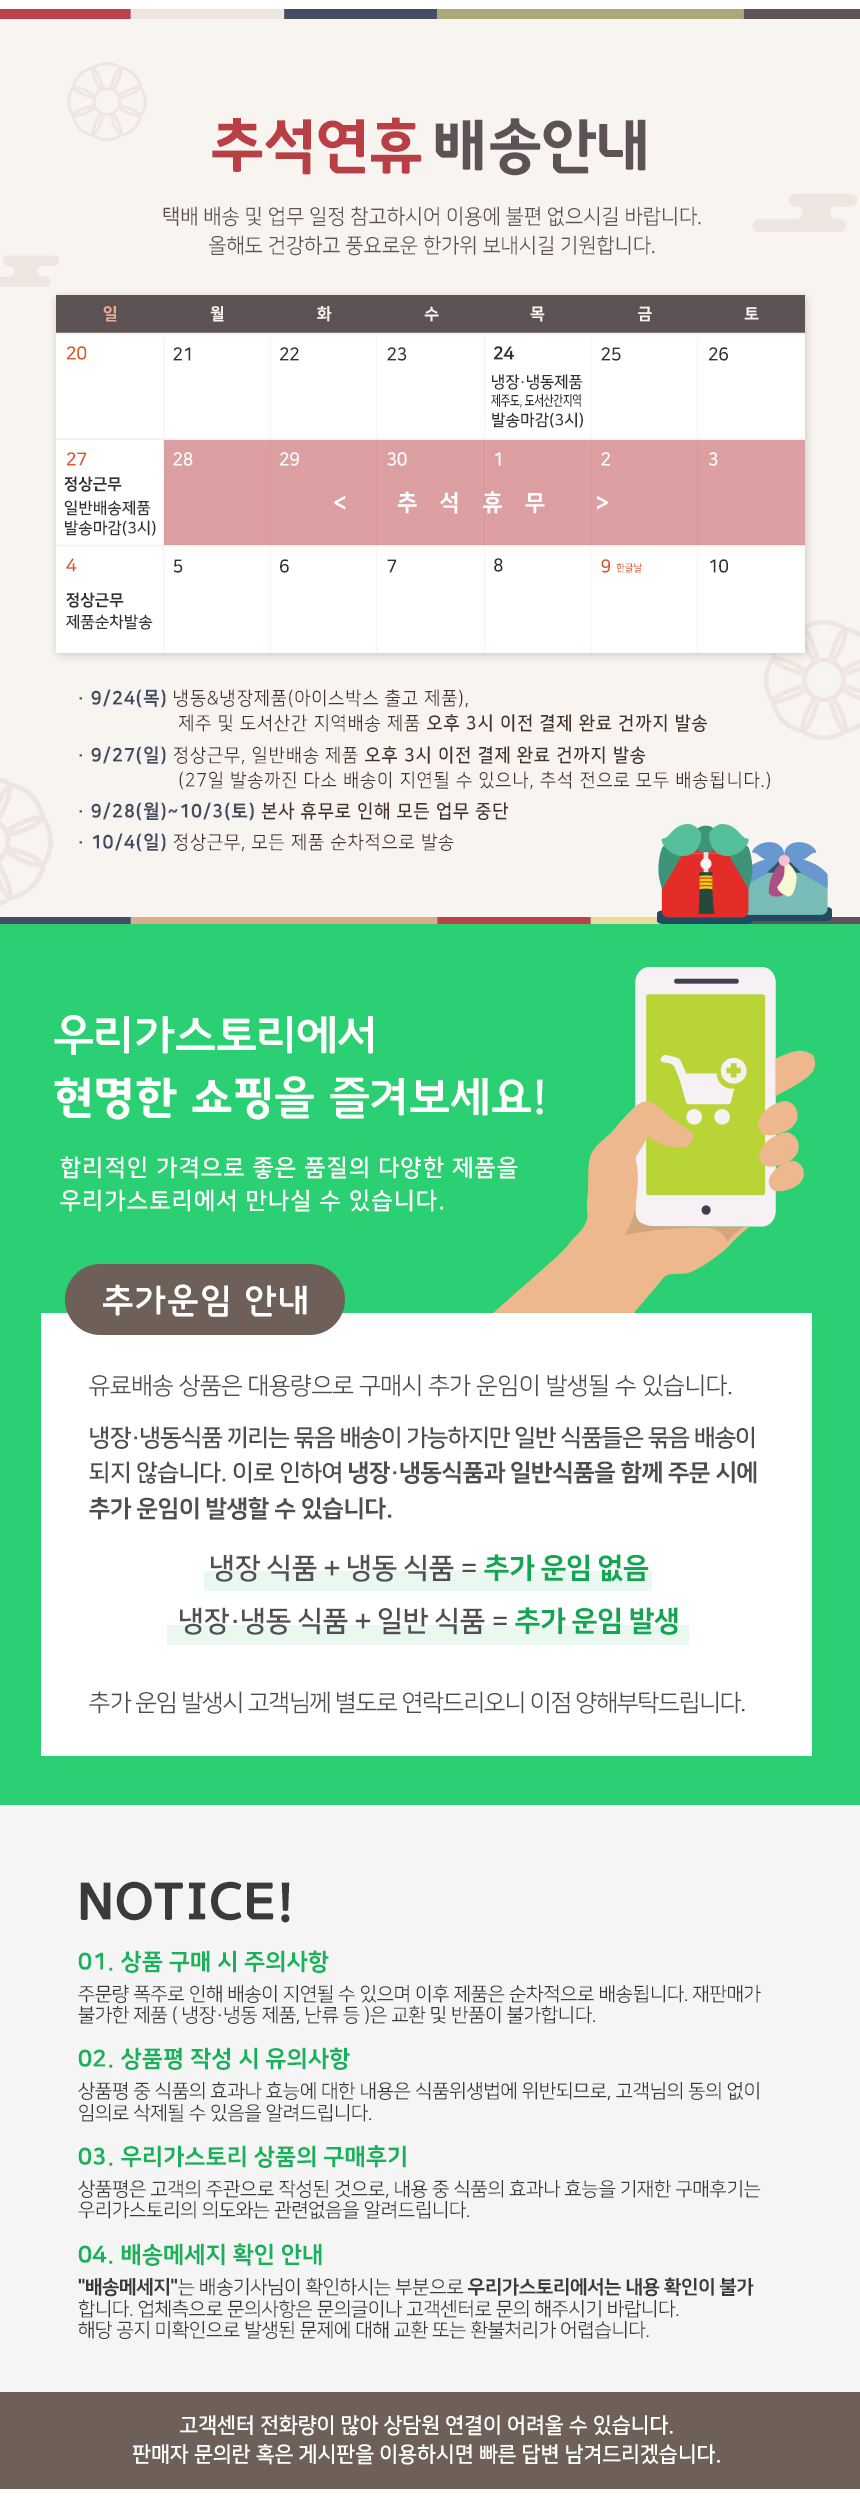 추석연휴 배송안내
택배 배송 및 업무 일정 참고하시어 이용에 불편 없으시길 바랍니다.
올해도 건강하고 풍요로운 한가위 보내시길 기원합니다.
일 월 화 수 목 금 토
20 21 22 23 24 25 26
냉장·냉동제품
제주도, 도서산간지역
발송마감(3시)
27 28 29 30 1 2 3
정상근무
일반배송제품
발송마감(3시)
< 추 석 휴 무 >
4 5 6 7 8 9 한글날 10
정상근무
제품순차발송
· 9/24(목) 냉동&냉장제품(아이스박스 출고 제품),
제주 및 도서산간 지역배송 제품 오후 3시 이전 결제 완료 건까지 발송
· 9/27(일) 정상근무, 일반배송 제품 오후 3시 이전 결제 완료 건까지 발송
(27일 발송까진 다소 배송이 지연될 수 있으나, 추석 전으로 모두 배송됩니다.)
· 9/28(월)~10/3(토) 본사 휴무로 인해 모든 업무 중단
· 10/4(일) 정상근무, 모든 제품 순차적으로 발송
우리가스토리에서
현명한 쇼핑을 즐겨보세요!
합리적인 가격으로 좋은 품질의 다양한 제품을
우리가스토리에서 만나실 수 있습니다.
추가운임 안내
유료배송 상품은 대용량으로 구매시 추가 운임이 발생될 수 있습니다.
냉장·냉동식품 끼리는 묶음 배송이 가능하지만 일반 식품들은 묶음 배송이
되지 않습니다. 이로 인하여 냉장·냉동식품과 일반식품을 함께 주문 시에
추가 운임이 발생할 수 있습니다.
냉장 식품 + 냉동 식품 = 추가 운임 없음
냉장·냉동 식품 + 일반 식품 = 추가 운임 발생
추가 운임 발생시 고객님께 별도로 연락드리오니 이점 양해부탁드립니다.
NOTICE!
01. 상품 구매 시 주의사항
주문량 폭주로 인해 배송이 지연될 수 있으며 이후 제품은 순차적으로 배송됩니다. 재판매가
불가한 제품 ( 냉장·냉동 제품, 난류 등 )은 교환 및 반품이 불가합니다.
02. 상품평 작성 시 유의사항
상품평 중 식품의 효과나 효능에 대한 내용은 식품위생법에 위반되므로, 고객님의 동의 없이
임의로 삭제될 수 있음을 알려드립니다.
03. 우리가스토리 상품의 구매후기
상품평은 고객의 주관으로 작성된 것으로, 내용 중 식품의 효과나 효능을 기재한 구매후기는
우리가스토리의 의도와는 관련없음을 알려드립니다.
04. 배송메세지 확인 안내
"배송메세지"는 배송기사님이 확인하시는 부분으로 우리가스토리에서는 내용 확인이 불가
합니다. 업체측으로 문의사항은 문의글이나 고객센터로 문의 해주시기 바랍니다.
해당 공지 미확인으로 발생된 문제에 대해 교환 또는 환불처리가 어렵습니다.
고객센터 전화량이 많아 상담원 연결이 어려울 수 있습니다.
판매자 문의란 혹은 게시판을 이용하시면 빠른 답변 남겨드리겠습니다.